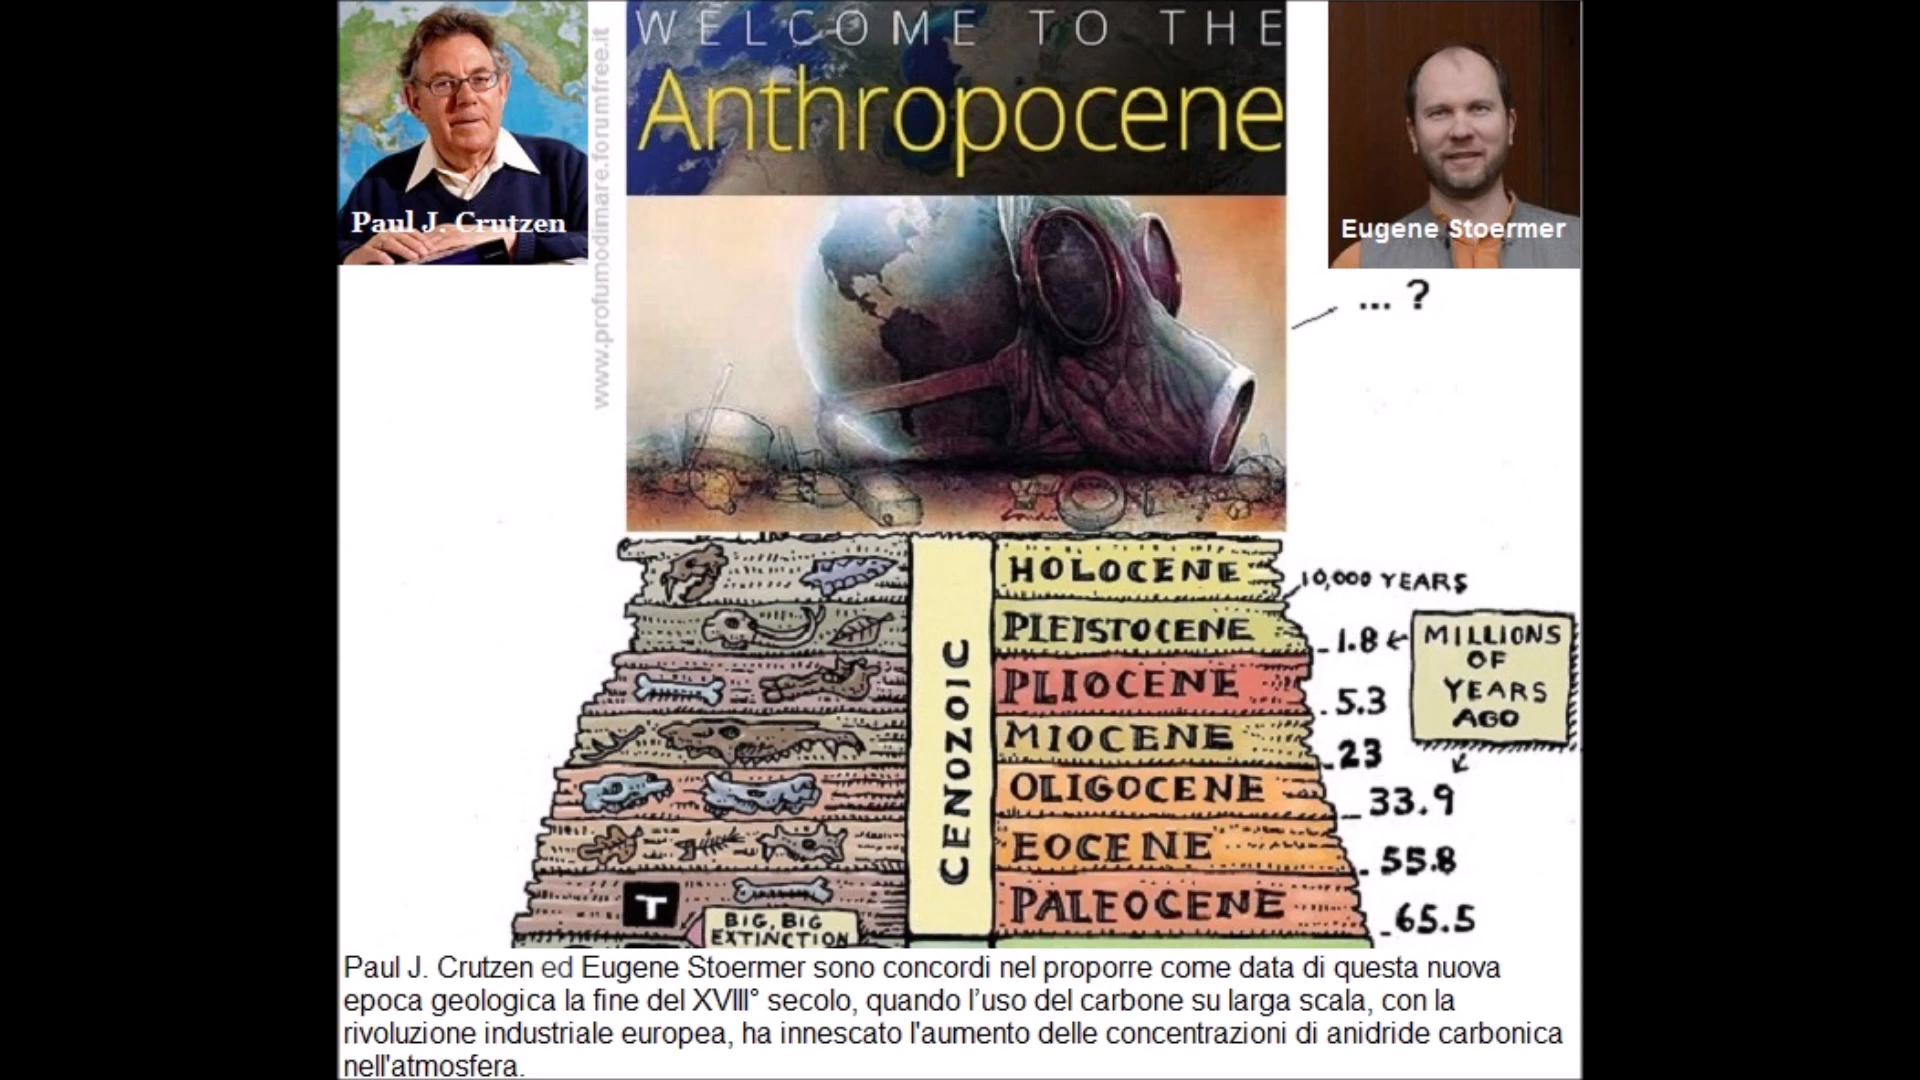 WELCOME TO THE
Anthropocene
Paul J. Crutzen
www.profumodimare.forumfree.it
Eugene Stoermer
... ?
HOLOCENE
10,000 YEARS
PLEISTOCENE
1.8
MILLIONS
OF
YEARS
AGO
PLIOCENE
5.3
MIOCENE
23
OLIGOCENE
33.9
EOCENE
55.8
PALEOCENE
65.5
CENOZOIC
T
BIG, BIG
EXTINCTION
Paul J. Crutzen ed Eugene Stoermer sono concordi nel proporre come data di questa nuova
epoca geologica la fine del XVIII° secolo, quando l’uso del carbone su larga scala, con la
rivoluzione industriale europea, ha innescato l'aumento delle concentrazioni di anidride carbonica
nell'atmosfera.